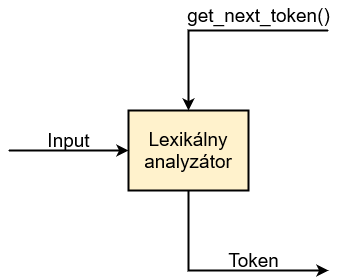 get_next_token()
Input
Lexikálny
analyzátor
Token